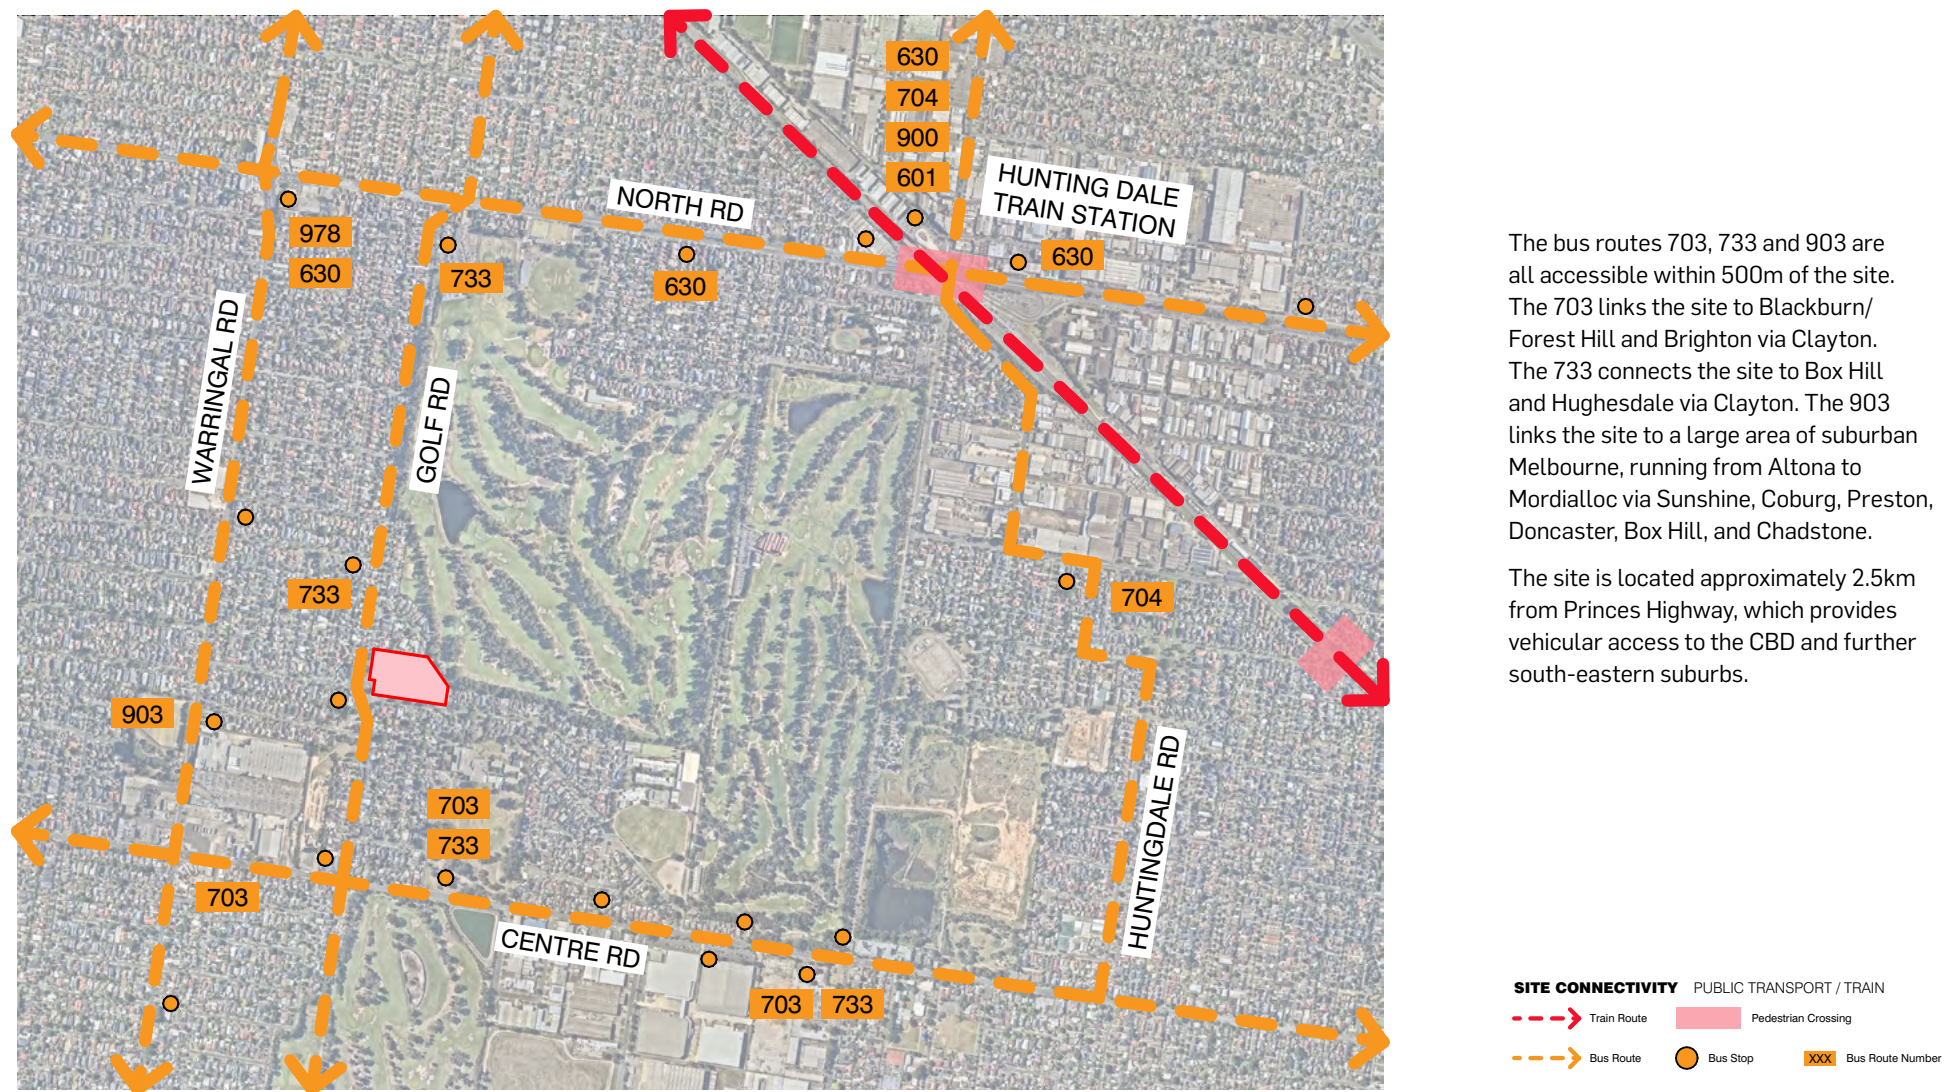 630
704
900
601
HUNTING DALE
TRAIN STATION
NORTH RD
978
630
733
630
630
WARRINGAL RD
GOLF RD
733
704
903
703
733
HUNTINGDALE RD
703
CENTRE RD
703
733
The bus routes 703, 733 and 903 are
all accessible within 500m of the site.
The 703 links the site to Blackburn/
Forest Hill and Brighton via Clayton.
The 733 connects the site to Box Hill
and Hughesdale via Clayton. The 903
links the site to a large area of suburban
Melbourne, running from Altona to
Mordialloc via Sunshine, Coburg, Preston,
Doncaster, Box Hill, and Chadstone.
The site is located approximately 2.5km
from Princes Highway, which provides
vehicular access to the CBD and further
south-eastern suburbs.
SITE CONNECTIVITY PUBLIC TRANSPORT / TRAIN
Train Route
Pedestrian Crossing
Bus Route
Bus Stop
XXX
Bus Route Number